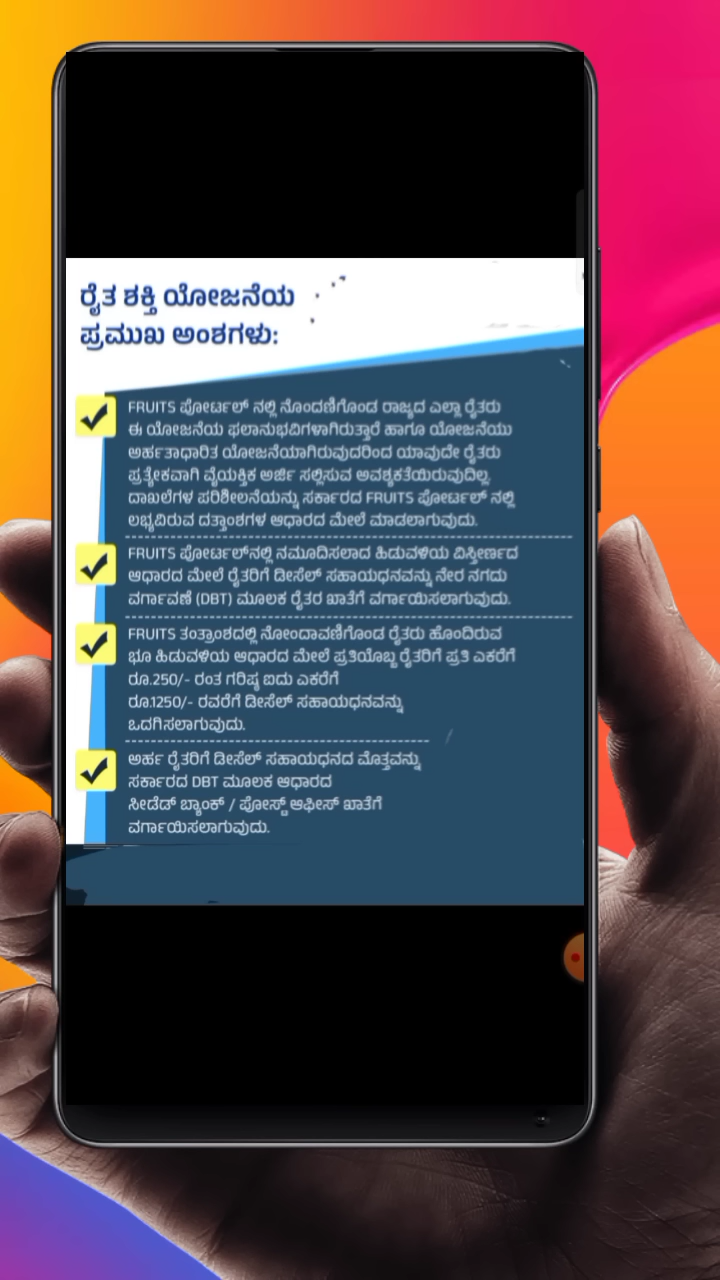 ರೈತ ಶಕ್ತಿ ಯೋಜನೆಯ
ಪ್ರಮುಖ ಅಂಶಗಳು:
FRUITS ಪೋರ್ಟಲ್ ನಲ್ಲಿ ನೊಂದಣಿಗೊಂಡ ರಾಜ್ಯದ ಎಲ್ಲಾ ರೈತರು
ಈ ಯೋಜನೆಯ ಫಲಾನುಭವಿಗಳಾಗಿರುತ್ತಾರೆ ಹಾಗೂ ಯೋಜನೆಯು
ಅರ್ಹತಾಧಾರಿತ ಯೋಜನೆಯಾಗಿರುವುದರಿಂದ ಯಾವುದೇ ರೈತರು
ಪ್ರತ್ಯೇಕವಾಗಿ ವೈಯಕ್ತಿಕ ಅರ್ಜಿ ಸಲ್ಲಿಸುವ ಅವಶ್ಯಕತೆಯಿರುವುದಿಲ್ಲ.
ದಾಖಲೆಗಳ ಪರಿಶೀಲನೆಯನ್ನು ಸರ್ಕಾರದ FRUITS ಪೋರ್ಟಲ್ ನಲ್ಲಿ
ಲಭ್ಯವಿರುವ ದತ್ತಾಂಶಗಳ ಆಧಾರದ ಮೇಲೆ ಮಾಡಲಾಗುವುದು.
FRUITS ಪೋರ್ಟಲ್‌ನಲ್ಲಿ ನಮೂದಿಸಲಾದ ಹಿಡುವಳಿಯ ವಿಸ್ತೀರ್ಣದ
ಆಧಾರದ ಮೇಲೆ ರೈತರಿಗೆ ಡೀಸೆಲ್ ಸಹಾಯಧನವನ್ನು ನೇರ ನಗದು
ವರ್ಗಾವಣೆ (DBT) ಮೂಲಕ ರೈತರ ಖಾತೆಗೆ ವರ್ಗಾಯಿಸಲಾಗುವುದು.
FRUITS ತಂತ್ರಾಂಶದಲ್ಲಿ ನೋಂದಾವಣಿಗೊಂಡ ರೈತರು ಹೊಂದಿರುವ
ಭೂ ಹಿಡುವಳಿಯ ಆಧಾರದ ಮೇಲೆ ಪ್ರತಿಯೊಬ್ಬ ರೈತರಿಗೆ ಪ್ರತಿ ಎಕರೆಗೆ
ರೂ.250/- ರಂತೆ ಗರಿಷ್ಠ ಐದು ಎಕರೆಗೆ
ರೂ.1250/- ರವರೆಗೆ ಡೀಸೆಲ್ ಸಹಾಯಧನವನ್ನು
ಒದಗಿಸಲಾಗುವುದು.
ಅರ್ಹ ರೈತರಿಗೆ ಡೀಸೆಲ್ ಸಹಾಯಧನದ ಮೊತ್ತವನ್ನು
ಸರ್ಕಾರದ DBT ಮೂಲಕ ಆಧಾರದ
ಸೀಡೆಡ್ ಬ್ಯಾಂಕ್ / ಪೋಸ್ಟ್ ಆಫೀಸ್ ಖಾತೆಗೆ
ವರ್ಗಾಯಿಸಲಾಗುವುದು.